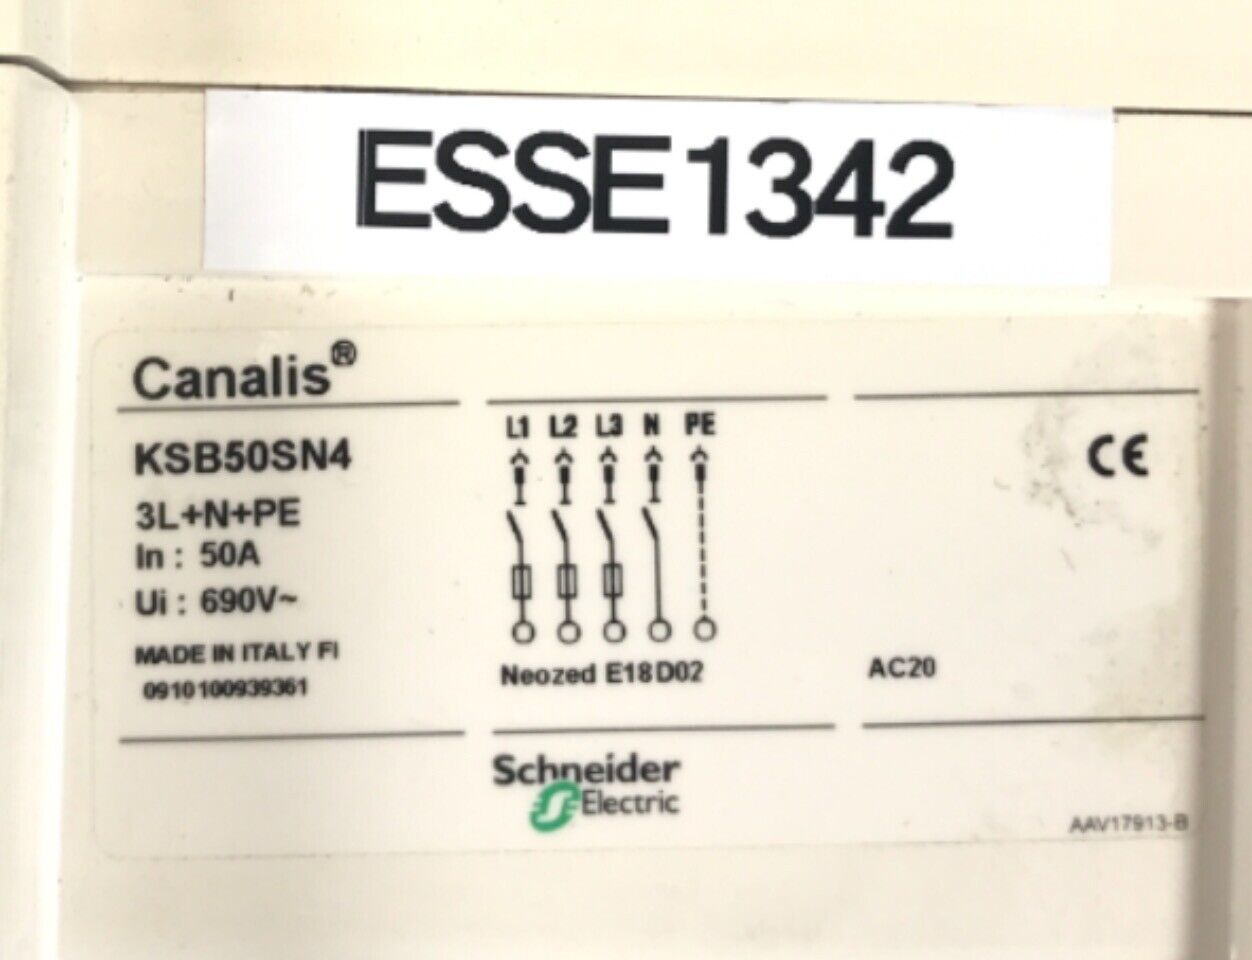 ESSE1342
Canalis®
KSB50SN4
3L+N+PE
In : 50A
Ui : 690V~
MADE IN ITALY FI
0910100939361
L1 L2 L3 N PE
Neozed E18 D02
CE
AC20
Schneider
Electric
AAV17913-B